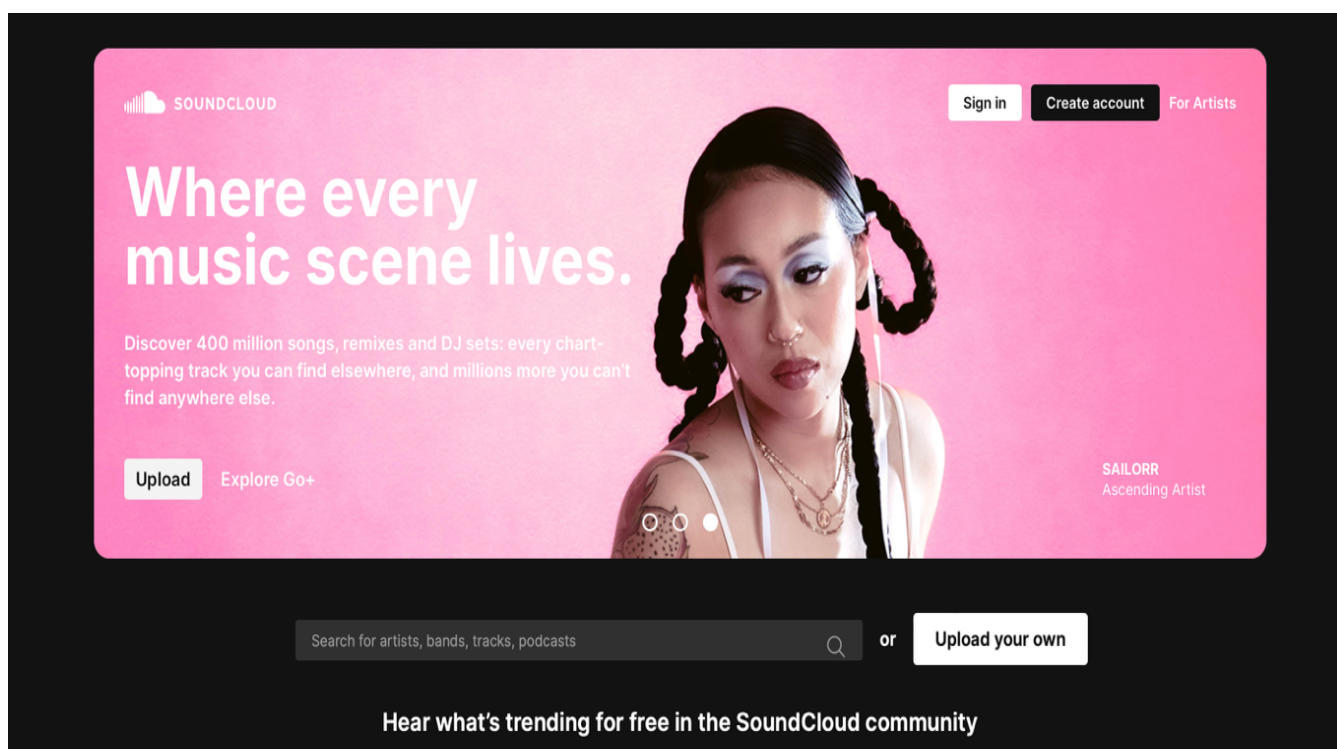 SOUNDCLOUD
Sign in
Create account
For Artists
Where every
music scene lives.
Discover 400 million songs, remixes and DJ sets: every chart-
topping track you can find elsewhere, and millions more you can't
find anywhere else.
Upload
Explore Go+
SAILORR
Ascending Artist
Search for artists, bands, tracks, podcasts
or
Upload your own
Hear what’s trending for free in the SoundCloud community